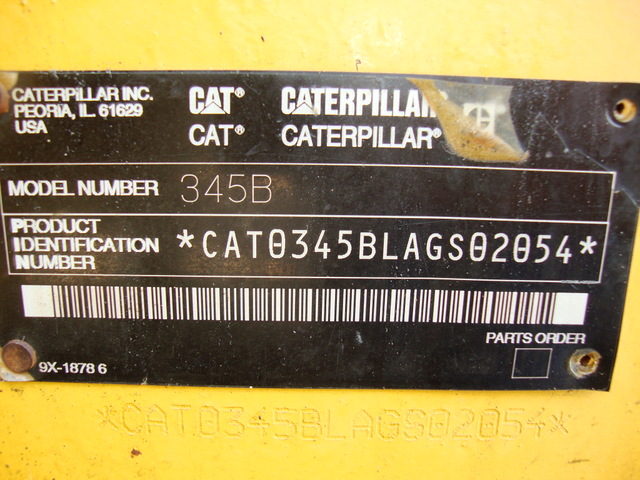 CATERPILLAR INC.
PEORIA, IL. 61629
USA
CAT® CATERPILLAR
CAT® CATERPILLAR®
MODEL NUMBER 345B
PRODUCT
IDENTIFICATION
NUMBER
*CAT0345BLAGS02054*
PARTS ORDER
9X-1878 6
*CAT0345BLAGS02054*